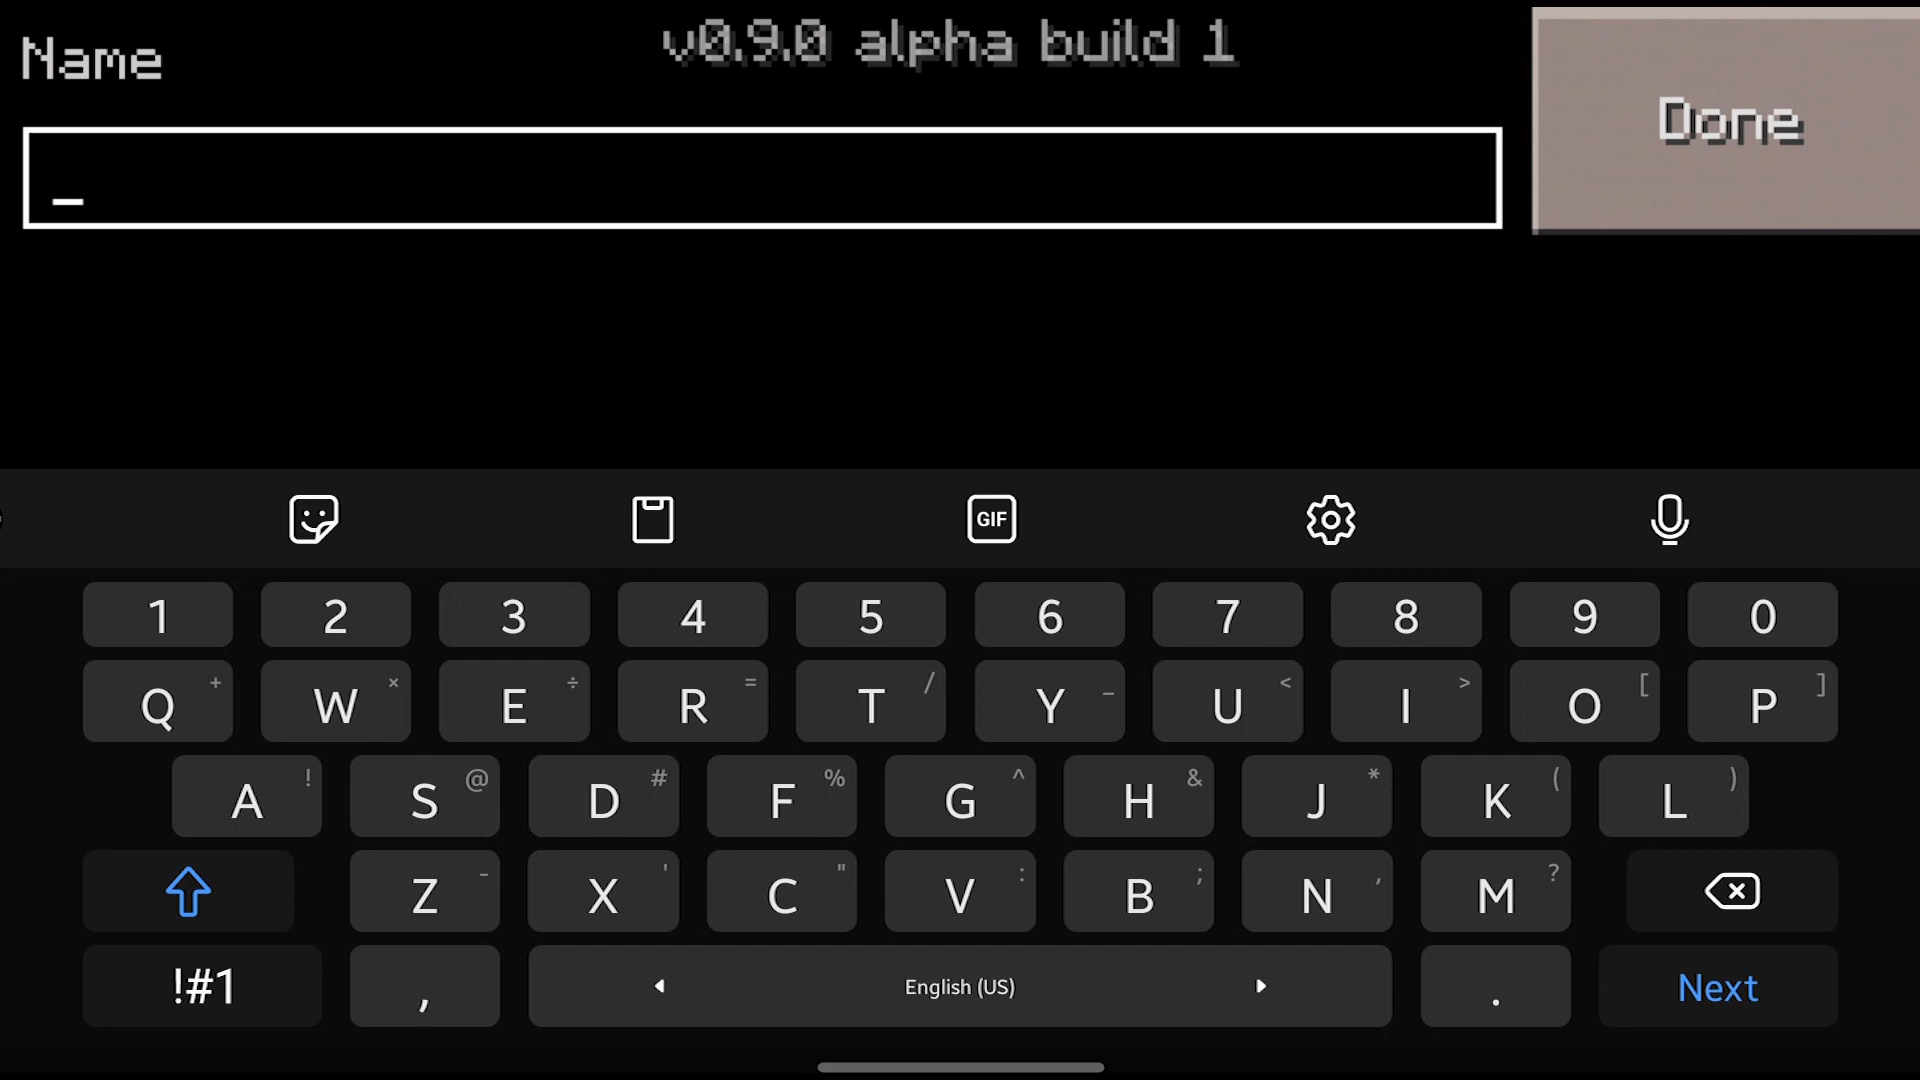 v0.9.0 alpha build 1
Name
Done
_
GIF
1 2 3 4 5 6 7 8 9 0
Q + W × E ÷ R = T / Y _ U < I > O [ P ]
A ! S @ D # F % G ^ H & J * K ( L )
Z - X ' C " V : B ; N , M ?
!#1 , English (US) . Next